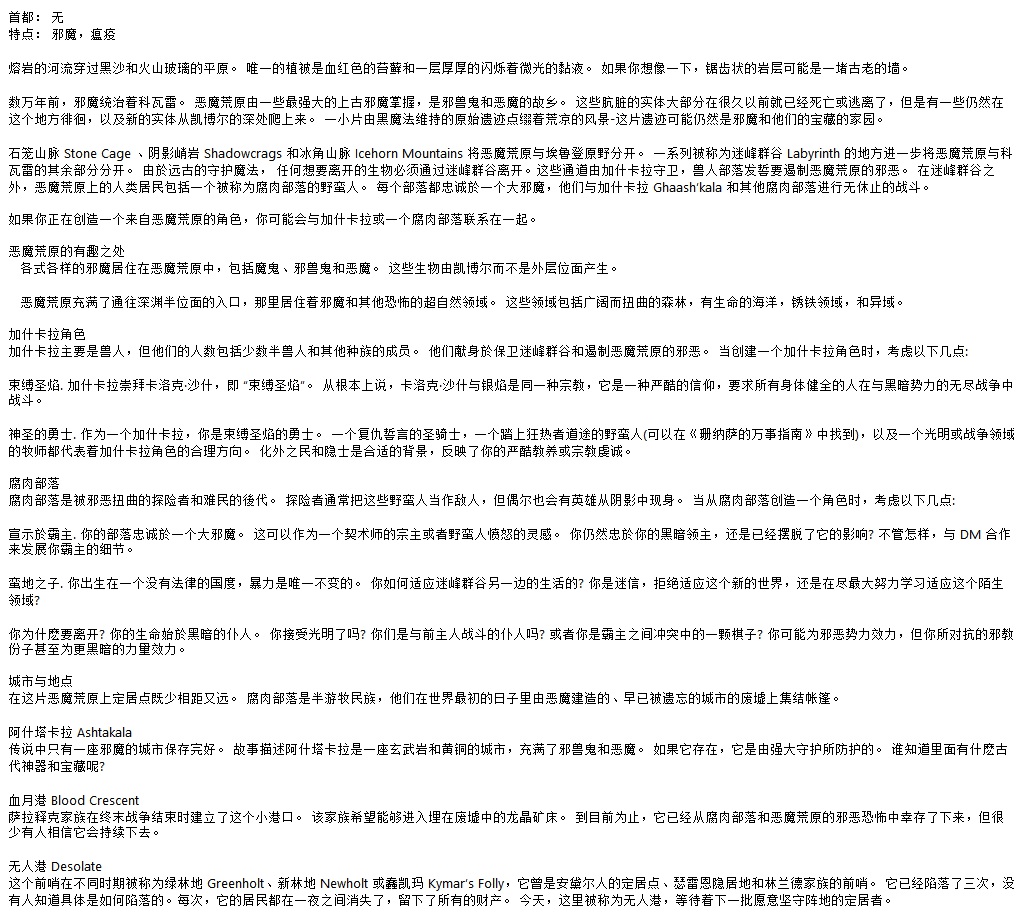 首都： 无
特点： 邪魔，瘟疫
熔岩的河流穿过黑沙和火山玻璃的平原。 唯一的植被是血红色的苔藓和一层厚厚的闪烁着微光的黏液。 如果你想像一下，锯齿状的岩层可能是一堵古老的墙。
数万年前，邪魔统治着科瓦雷。 恶魔荒原由一些最强大的上古邪魔掌握，是邪兽鬼和恶魔的故乡。 这些肮脏的实体大部分在很久以前就已经死亡或逃离了，但是有一些仍然在
这个地方徘徊，以及新的实体从凯博尔的深处爬上来。 一小片由黑魔法维持的原始遗迹点缀着荒凉的风景-这片遗迹可能仍然是邪魔和他们的宝藏的家园。
石笼山脉 Stone Cage 、阴影峭岩 Shadowcrags 和冰角山脉 Icehorn Mountains 将恶魔荒原与埃鲁登原野分开。 一系列被称为迷峰群谷 Labyrinth 的地方进一步将恶魔荒原与科
瓦雷的其余部分分开。 由於远古的守护魔法， 任何想要离开的生物必须通过迷峰群谷离开。这些通道由加什卡拉守卫，兽人部落发誓要遏制恶魔荒原的邪恶。 在迷峰群谷之
外，恶魔荒原上的人类居民包括一个被称为腐肉部落的野蛮人。 每个部都忠诚於一个大邪魔，他们与加什卡拉 Ghaash'kala 和其他腐肉部落进行无休止的战斗。
如果你正在创造一个来自恶魔荒原的角色，你可能会与加什卡拉或一个腐肉部落联系在一起。
恶魔荒原的有趣之处
各式各样的邪魔居住在恶魔荒原中，包括魔鬼、邪兽鬼和恶魔。 这些生物由凯博尔而不是外层位面产生。
恶魔荒原充满了通往深渊半位面的入口，那里居住着邪魔和其他恐怖的超自然领域。 这些领域包括广阔而扭曲的森林，有生命的海洋，锈铁领域，和异域。
加什卡拉角色
加什卡拉主要是兽人，但他们的人数包括少数半兽人和其他种族的成员。 他们献身於保卫迷峰群谷和遏制恶魔荒原的邪恶。 当创建一个加什卡拉角色时，考虑以下几点:
束缚圣焰. 加什卡拉崇拜卡洛克·沙什，即 “束缚圣焰”。 从根本上说，卡洛克·沙什与银焰是同一种宗教，它是一种严酷的信仰，要求所有身体健全的人在与黑暗势力的无尽战争中
战斗。
神圣的勇士. 作为一个加什卡拉，你是束缚圣焰的勇士。 一个复仇誓言的圣骑士，一个踏上狂热者道途的野蛮人(可以在《珊纳萨的万事指南》中找到)，以及一个光明或战争领域
的牧师都代表着加什卡拉角色的合理方向。 化外之民和隐士是合适的背景，反映了你的严酷教养或宗教虔诚。
腐肉部落
腐肉部落是被邪恶扭曲的探险者和难民的後代。 探险者通常把这些野蛮人当作敌人，但偶尔也会有英雄从阴影中现身。 当从腐肉部落创造一个角色时，考虑以下几点:
宣示於霸主. 你的部落忠诚於一个大邪魔。 这可以作为一个契术师的宗主或者野蛮人愤怒的灵感。 你仍然忠於你的黑暗领主，还是已经摆脱了它的影响? 不管怎样，与 DM 合作
来发展你霸主的细节。
蛮地之子. 你出生在一个没有法律的国度，暴力是唯一不变的。 你如何适应迷峰群谷另一边的生活的? 你是迷信，拒绝适应这个新的世界，还是在尽最大努力学习适应这个陌生
领域?
你为什麽要离开? 你的生命始於黑暗的仆人。 你接受光明了吗? 你们是与前主人战斗的仆人吗? 或者你是霸主之间冲突中的一颗棋子? 你可能为邪恶势力效力，但你所对抗的邪教
份子甚至为更黑暗的力量效力。
城市与地点
在这片恶魔荒原上定居点既少相距又远。 腐肉部落是半游牧民族，他们在世界最初的日子里由恶魔建造的、早已被遗忘的城市的废墟上集结帐篷。
阿什塔卡拉 Ashtakala
传说中只有一座邪魔的城市保存完好。 故事描述阿什塔卡拉是一座玄武岩和黄铜的城市，充满了邪兽鬼和恶魔。 如果它存在，它是由强大守护所防护的。 谁知道里面有什麽古
代神器和宝藏呢?
血月港 Blood Crescent
萨拉释克家族在终末战争结束时建立了这个小港口。 该家族希望能够进入埋在废墟中的龙晶矿床。 到目前为止，它已经从腐肉部落和恶魔荒原的邪恶恐怖中幸存了下来，但很
少有人相信它会持续下去。
无人港 Desolate
这个前哨在不同时期被称为绿林地 Greenholt、新林地 Newholt 或鑫凯玛 Kymar's Folly，它曾是安黛尔人的定居点、瑟雷恩隐居地和林兰德家族的前哨。 它已经陷落了三次，没
有人知道具体是如何陷落的。每次，它的居民都在一夜之间消失了，留下了所有的财产。 今天，这里被称为无人港，等待着下一批愿意坚守阵地的定居者。